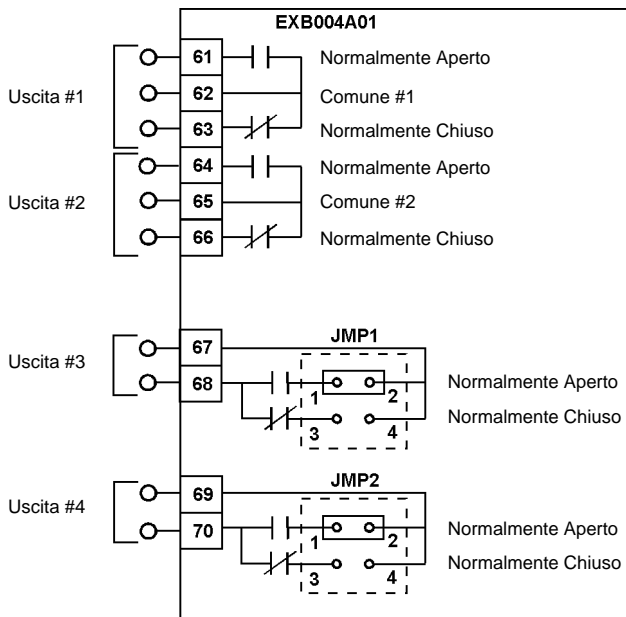 EXB004A01
Uscita #1
61 Normalmente Aperto
62 Comune #1
63 Normalmente Chiuso
Uscita #2
64 Normalmente Aperto
65 Comune #2
66 Normalmente Chiuso
Uscita #3
67 JMP1
68 1 2 Normalmente Aperto
3 4 Normalmente Chiuso
Uscita #4
69 JMP2
70 1 2 Normalmente Aperto
3 4 Normalmente Chiuso